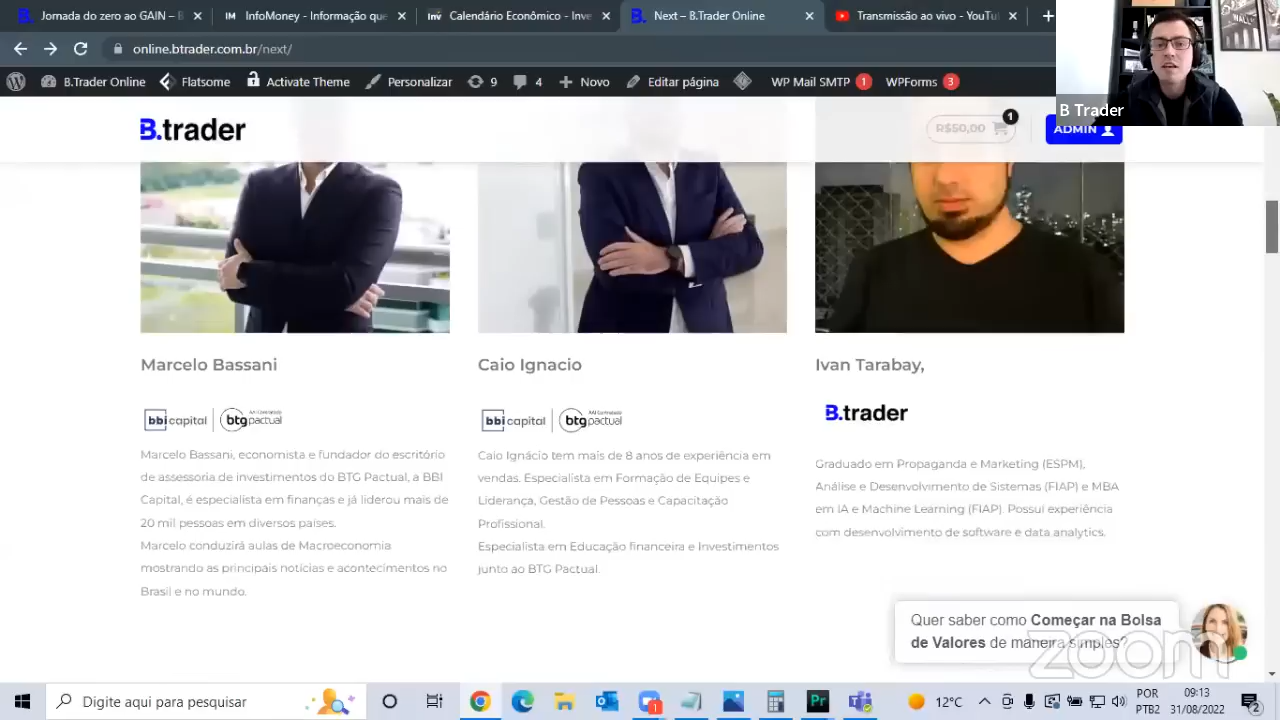 Jornada do zero ao GAIN – B.
InfoMoney - Informação que
onomia - Inve
Next – B.Trader Online
Transmissão ao vivo - YouTu
online.btrader.com.br/next/
B.Trader Online
Flatsome
Activate Theme
4
Novo
Editar página
WP Mail SMTP 1
WPForms 3
B Trader
B.trader
R$50,00
1
ADMIN
Marcelo Bassani
Caio Ignacio
Ivan Tarabay,
bbi capital
btg pactual
bbi capital
btg pactual
B.trader
Marcelo Bassani, economista e fundador do escritório
de assessoria de investimentos do BTG Pactual, a BBI
Capital, é especialista em finanças e já liderou mais de
20 mil pessoas em diversos países.
Marcelo conduzirá aulas de Macroeconomia
mostrando as principais notícias e acontecimentos no
Brasil e no mundo.
Caio Ignácio tem mais de 8 anos de experiência em
vendas. Especialista em Formação de Equipes e
Liderança, Gestão de Pessoas e Capacitação
Profissional.
Especialista em Educação financeira e Investimentos
junto ao BTG Pactual.
Graduado em Propaganda e Marketing (ESPM),
Análise e Desenvolvimento de Sistemas (FIAP) e MBA
em IA e Machine Learning (FIAP). Possui experiência
com desenvolvimento de software e data analytics.
Quer saber como Começar na Bolsa
de Valores de maneira simples?
zoom
Digite aqui para pesquisar
1
Pr
12°C
POR
PTB2
09:13
31/08/2022
2